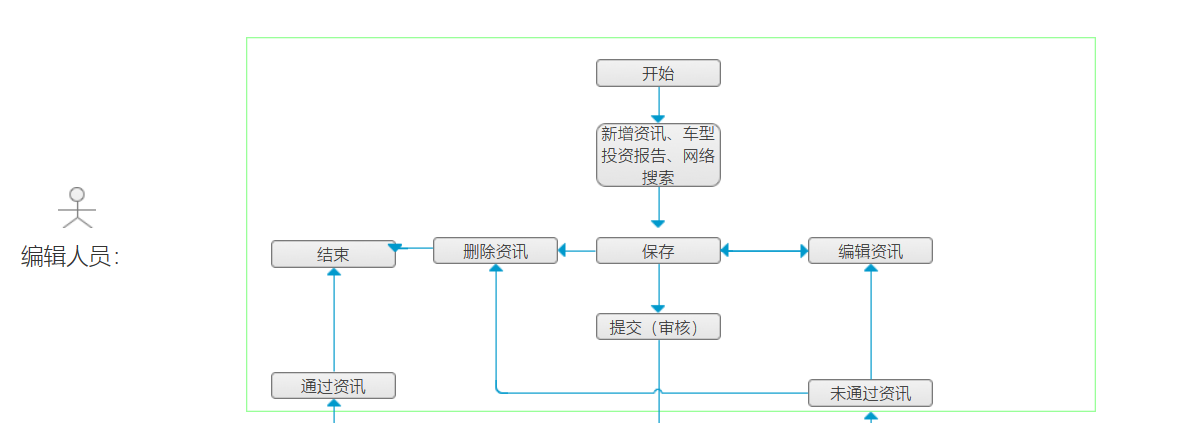 开始
新增资讯、车型
投资报告、网络
搜索
编辑人员：
结束
删除资讯
保存
编辑资讯
提交（审核）
通过资讯
未通过资讯